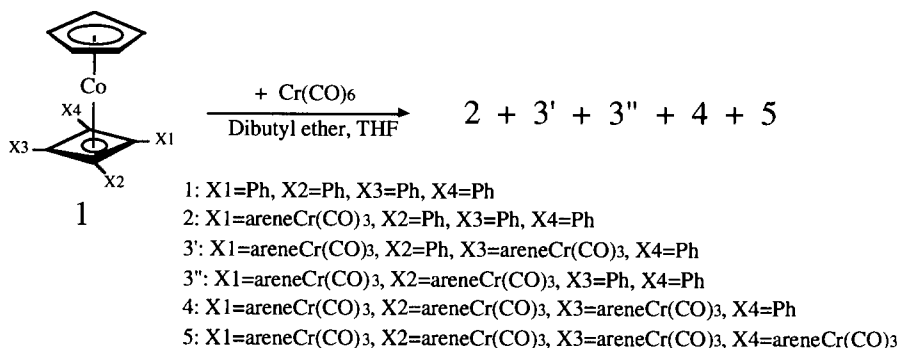 Co
X4
X3
X1
X2
1
+ Cr(CO)6
Dibutyl ether, THF
2 + 3' + 3" + 4 + 5
1: X1=Ph, X2=Ph, X3=Ph, X4=Ph
2: X1=areneCr(CO)3, X2=Ph, X3=Ph, X4=Ph
3': X1=areneCr(CO)3, X2=Ph, X3=areneCr(CO)3, X4=Ph
3": X1=areneCr(CO)3, X2=areneCr(CO)3, X3=Ph, X4=Ph
4: X1=areneCr(CO)3, X2=areneCr(CO)3, X3=areneCr(CO)3, X4=Ph
5: X1=areneCr(CO)3, X2=areneCr(CO)3, X3=areneCr(CO)3, X4=areneCr(CO)3